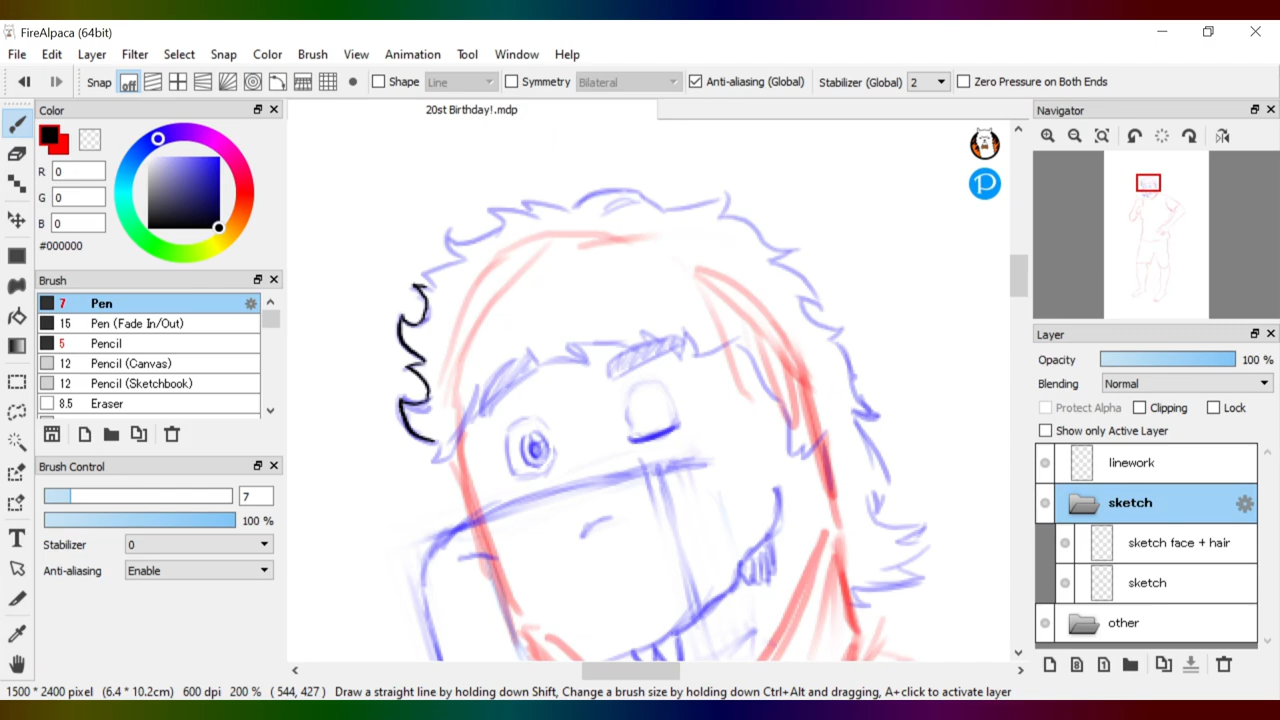 FireAlpaca (64bit)
File Edit Layer Filter Select Snap Color Brush View Animation Tool Window Help
Snap off Shape Line Symmetry Bilateral Anti-aliasing (Global) Stabilizer (Global) 2 Zero Pressure on Both Ends
Color
20st Birthday!.mdp
Navigator
R 0
G 0
B 0
#000000
P
Brush
7 Pen
15 Pen (Fade In/Out)
5 Pencil
12 Pencil (Canvas)
12 Pencil (Sketchbook)
8.5 Eraser
Brush Control
7
100 %
Stabilizer 0
Anti-aliasing Enable
T
Layer
Opacity 100 %
Blending Normal
Protect Alpha Clipping Lock
Show only Active Layer
linework
sketch
sketch face + hair
sketch
other
8 1
1500 * 2400 pixel (6.4 * 10.2cm) 600 dpi 200 % ( 544, 427 ) Draw a straight line by holding down Shift, Change a brush size by holding down Ctrl+Alt and dragging, A+click to activate layer